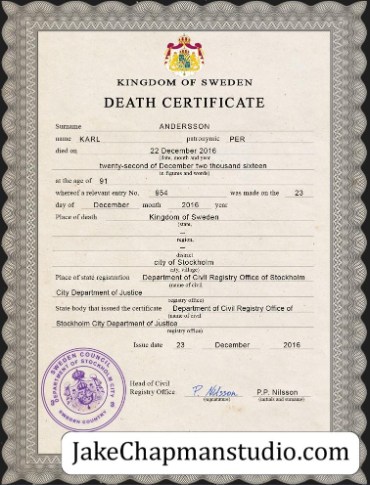 KINGDOM OF SWEDEN
DEATH CERTIFICATE
Surname ANDERSSON
name KARL patronymic PER
died on 22 December 2016
(date, month and year
twenty-second of December two thousand sixteen
in figures and words)
at the age of 91
whereof a relevant entry No. 954 was made on the 23
day of December month 2016 year
Place of death Kingdom of Sweden
(state,
—
region,
—
district
city of Stockholm
city, village)
Place of state registration Department of Civil Registry Office of Stockholm
(name of civil
City Department of Justice
registry office)
State body that issued the certificate Department of Civil Registry Office of
(name of civil
Stockholm City Department of Justice
registry office)
Issue date 23 December 2016
SWEDEN COUNCIL
DEPARTMENT OF STOCKHOLM CITY
SWEDEN COUNTRY
Head of Civil
Registry Office P. Nilsson P.P. Nilsson
(signature) (initials and surname)
JakeChapmanstudio.com